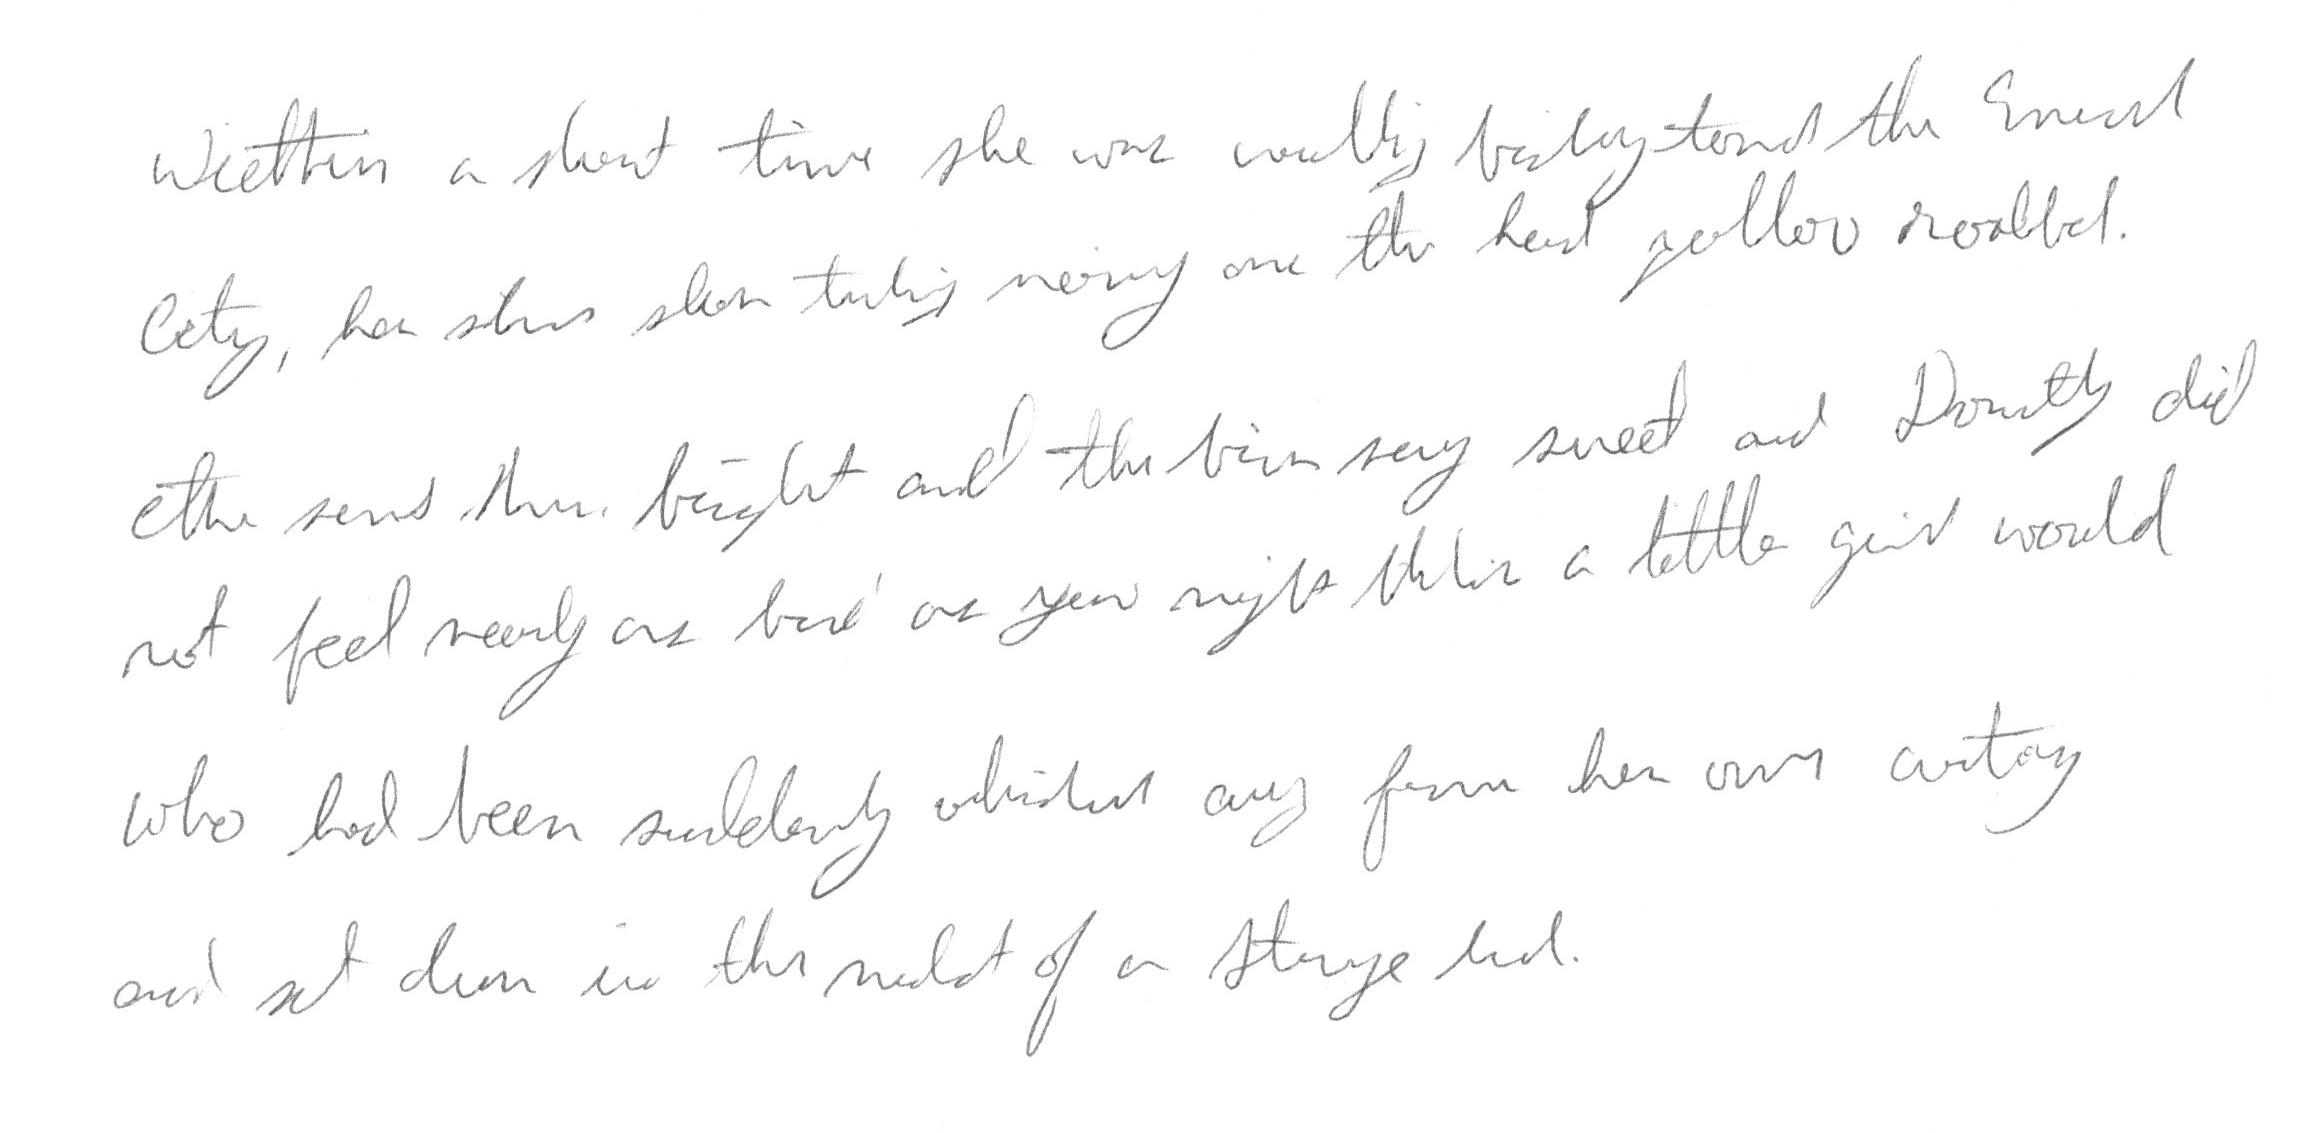 Within a short time she was walking briskly toward the Emerald
City, her shoes tinkling merrily on the hard yellow roadbed.
The sun shone bright and the birds sang sweet and Dorothy did
not feel nearly as bad as you might think a little girl would
who had been suddenly whisked away from her own country
and set down in the midst of a strange land.